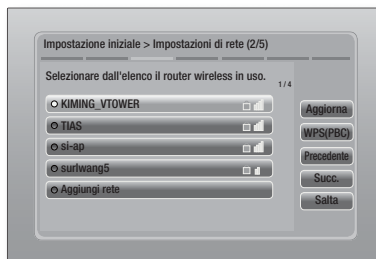 Impostazione iniziale > Impostazioni di rete (2/5)
Selezionare dall'elenco il router wireless in uso.
1/4
KIMING_VTOWER
TIAS
si-ap
surlwang5
Aggiungi rete
Aggiorna
WPS(PBC)
Precedente
Succ.
Salta